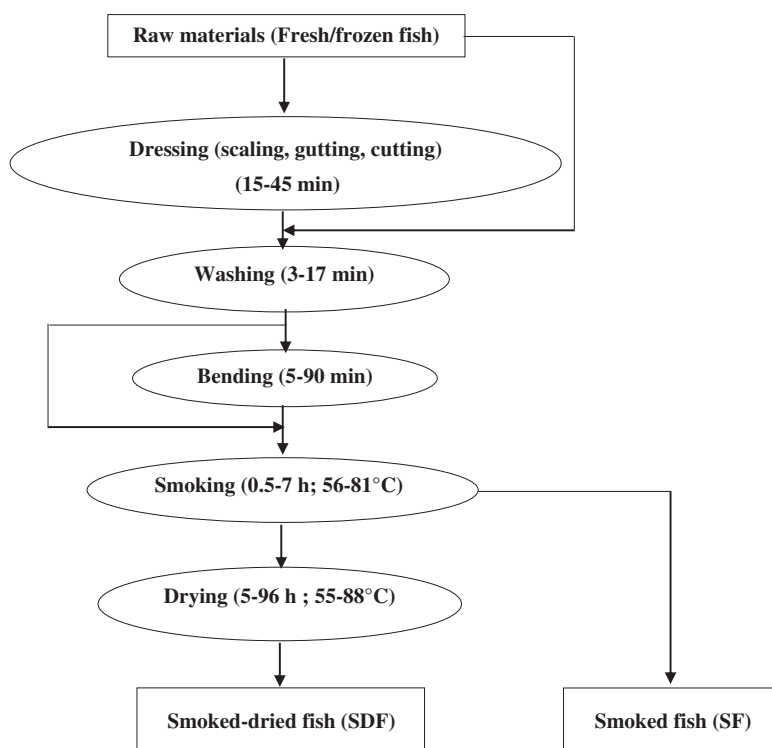 Raw materials (Fresh/frozen fish)
Dressing (scaling, gutting, cutting)
(15-45 min)
Washing (3-17 min)
Bending (5-90 min)
Smoking (0.5-7 h; 56-81°C)
Drying (5-96 h ; 55-88°C)
Smoked-dried fish (SDF)
Smoked fish (SF)